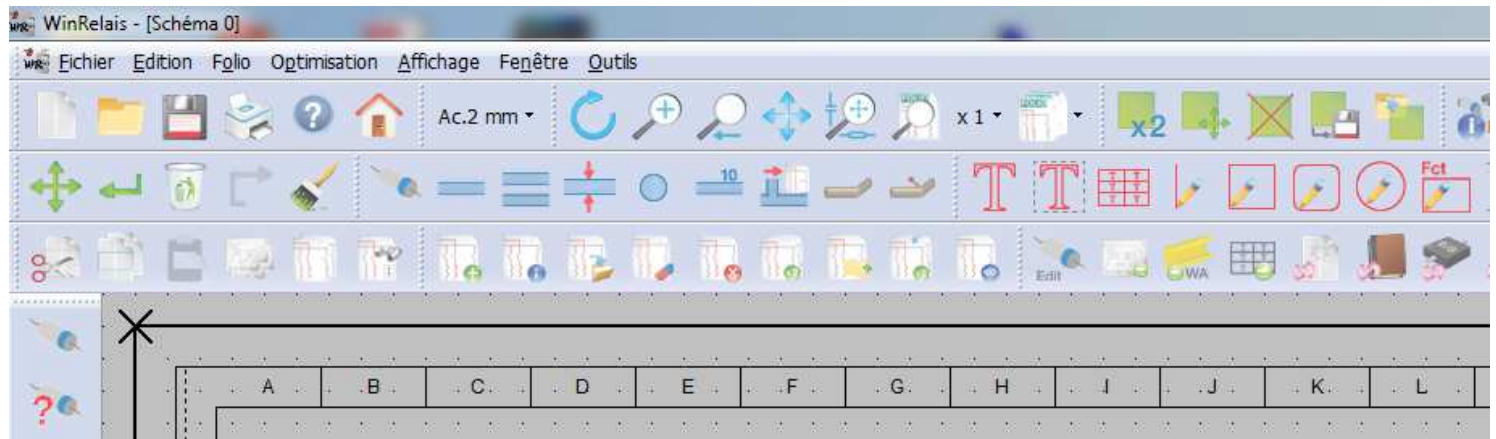 WinRelais - [Schéma 0]
Fichier Edition Folio Optimisation Affichage Fenêtre Outils
Ac.2 mm x 1 x2
10 T T Fct
Edit WA
?
A B C D E F G H I J K L